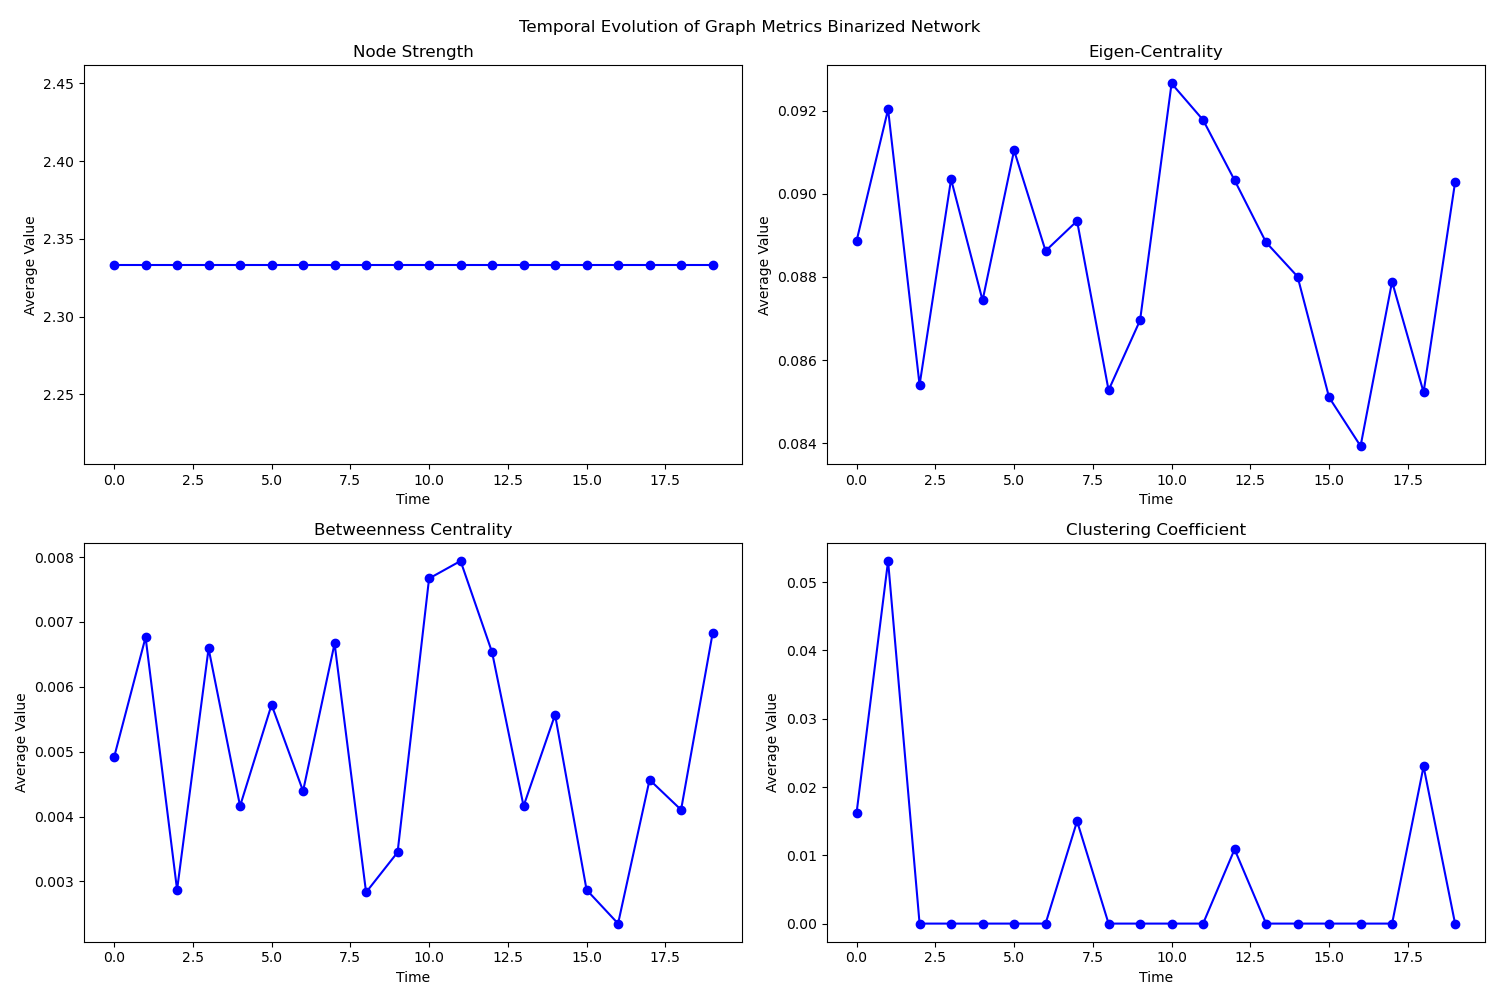 Temporal Evolution of Graph Metrics Binarized Network
Node Strength
Average Value
2.45
2.40
2.35
2.30
2.25
0.0 2.5 5.0 7.5 10.0 12.5 15.0 17.5
Time
Eigen-Centrality
Average Value
0.092
0.090
0.088
0.086
0.084
0.0 2.5 5.0 7.5 10.0 12.5 15.0 17.5
Time
Betweenness Centrality
Average Value
0.008
0.007
0.006
0.005
0.004
0.003
0.0 2.5 5.0 7.5 10.0 12.5 15.0 17.5
Time
Clustering Coefficient
Average Value
0.05
0.04
0.03
0.02
0.01
0.00
0.0 2.5 5.0 7.5 10.0 12.5 15.0 17.5
Time